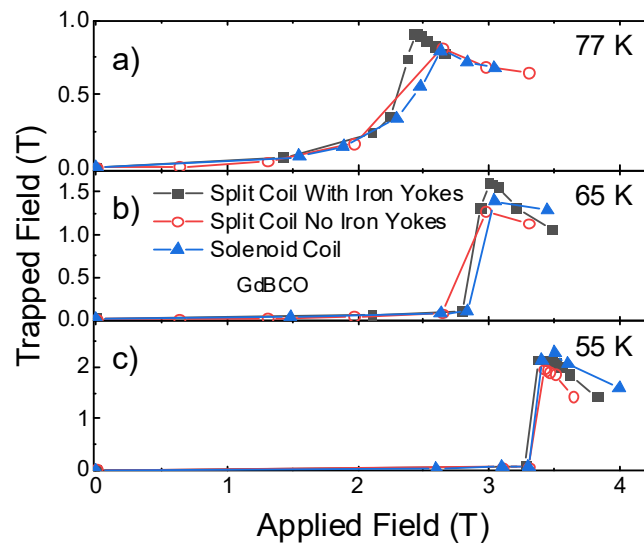 1.0
a)
77 K
0.5
0.0
1.5
b)
Split Coil With Iron Yokes
65 K
Split Coil No Iron Yokes
1.0
Solenoid Coil
0.5
GdBCO
0.0
c)
55 K
2
1
0
0
1
2
3
4
Trapped Field (T)
Applied Field (T)